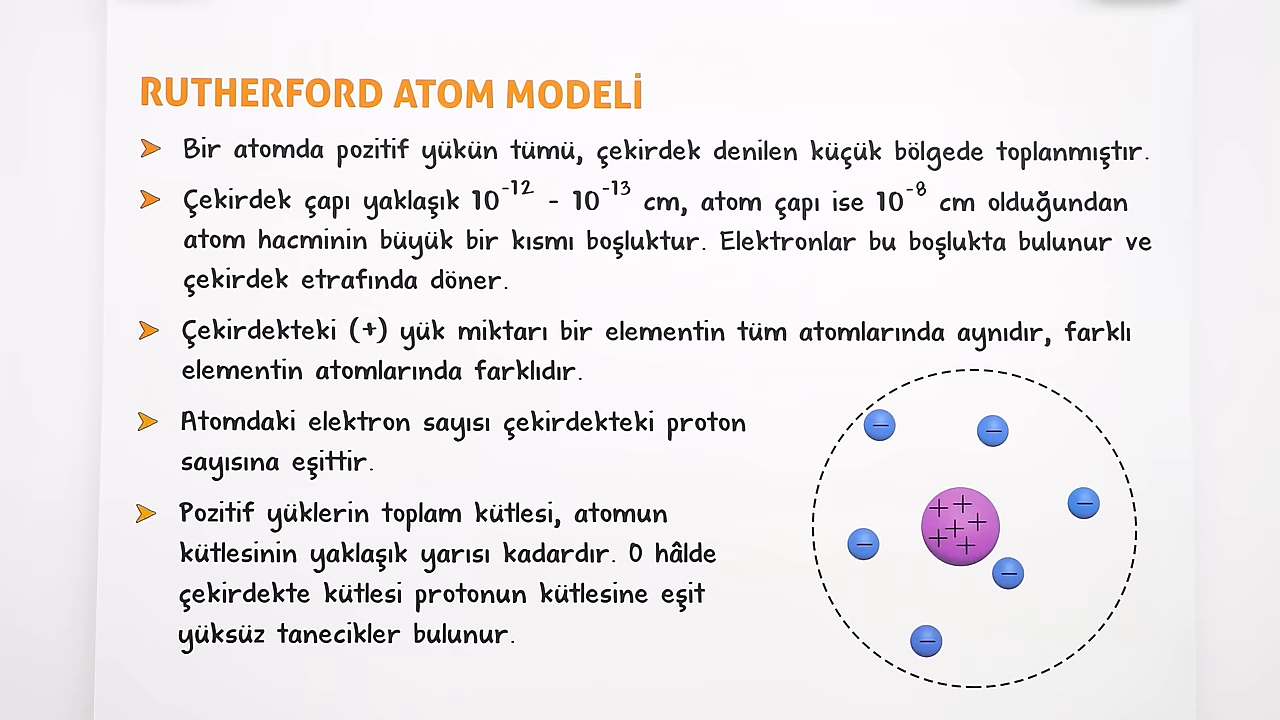 RUTHERFORD ATOM MODELİ
➤ Bir atomda pozitif yükün tümü, çekirdek denilen küçük bölgede toplanmıştır.
➤ Çekirdek çapı yaklaşık 10⁻¹² - 10⁻¹³ cm, atom çapı ise 10⁻⁸ cm olduğundan
atom hacminin büyük bir kısmı boşluktur. Elektronlar bu boşlukta bulunur ve
çekirdek etrafında döner.
➤ Çekirdekteki (+) yük miktarı bir elementin tüm atomlarında aynıdır, farklı
elementin atomlarında farklıdır.
➤ Atomdaki elektron sayısı çekirdekteki proton
sayısına eşittir.
➤ Pozitif yüklerin toplam kütlesi, atomun
kütlesinin yaklaşık yarısı kadardır. O hâlde
çekirdekte kütlesi protonun kütlesine eşit
yüksüz tanecikler bulunur.